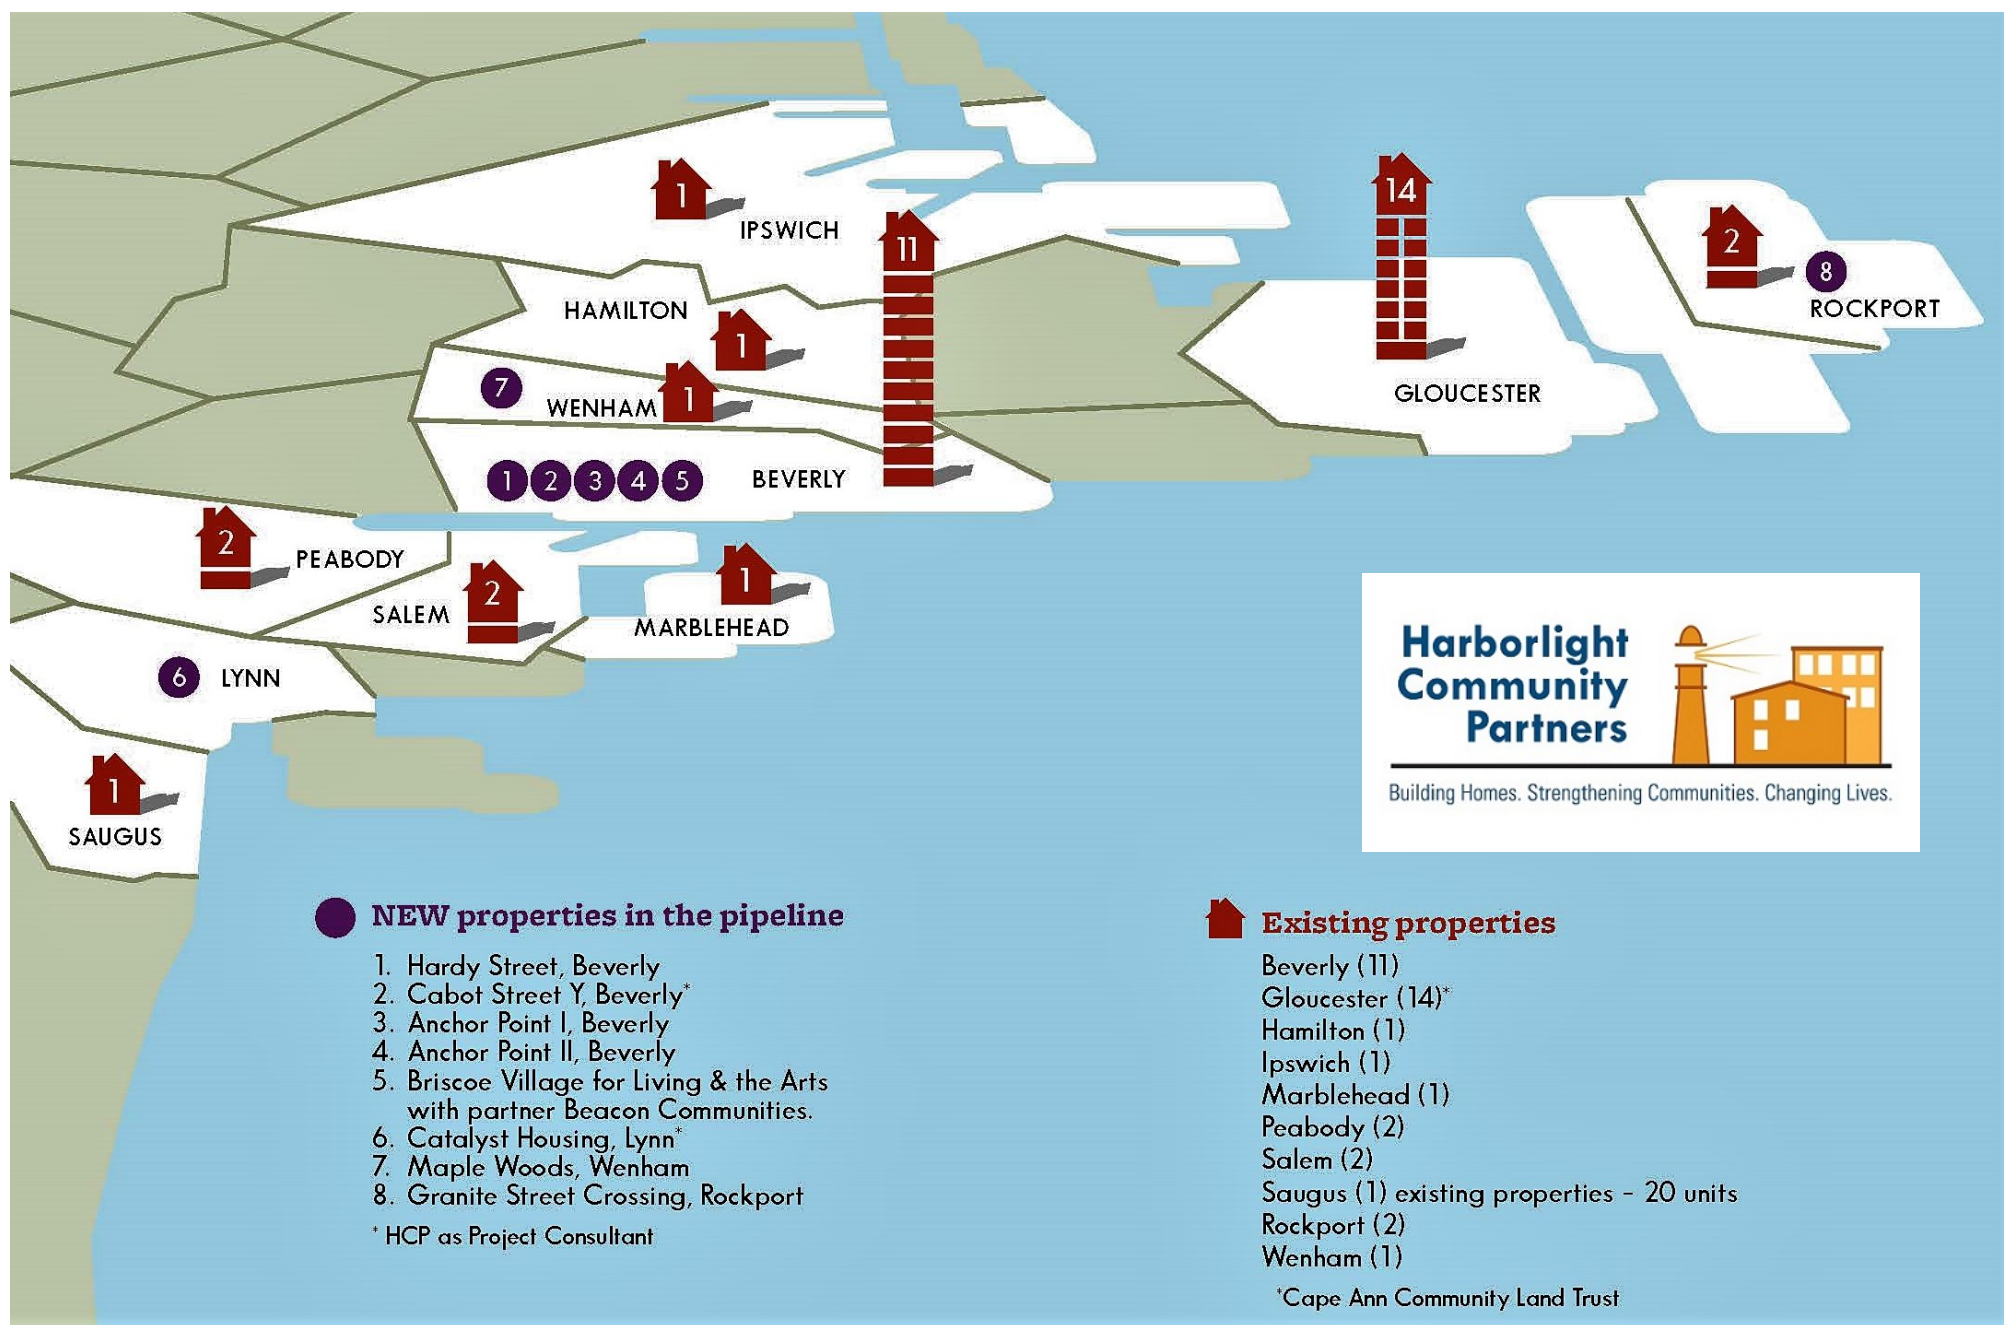 1
IPSWICH
11
14
2
8
ROCKPORT
HAMILTON
1
7
WENHAM
1
GLOUCESTER
1 2 3 4 5
BEVERLY
2
PEABODY
SALEM
2
1
MARBLEHEAD
6
LYNN
1
SAUGUS
Harborlight
Community
Partners
Building Homes. Strengthening Communities. Changing Lives.
NEW properties in the pipeline
1. Hardy Street, Beverly
2. Cabot Street Y, Beverly*
3. Anchor Point I, Beverly
4. Anchor Point II, Beverly
5. Briscoe Village for Living & the Arts
with partner Beacon Communities.
6. Catalyst Housing, Lynn*
7. Maple Woods, Wenham
8. Granite Street Crossing, Rockport
* HCP as Project Consultant
Existing properties
Beverly (11)
Gloucester (14)*
Hamilton (1)
Ipswich (1)
Marblehead (1)
Peabody (2)
Salem (2)
Saugus (1) existing properties – 20 units
Rockport (2)
Wenham (1)
*Cape Ann Community Land Trust